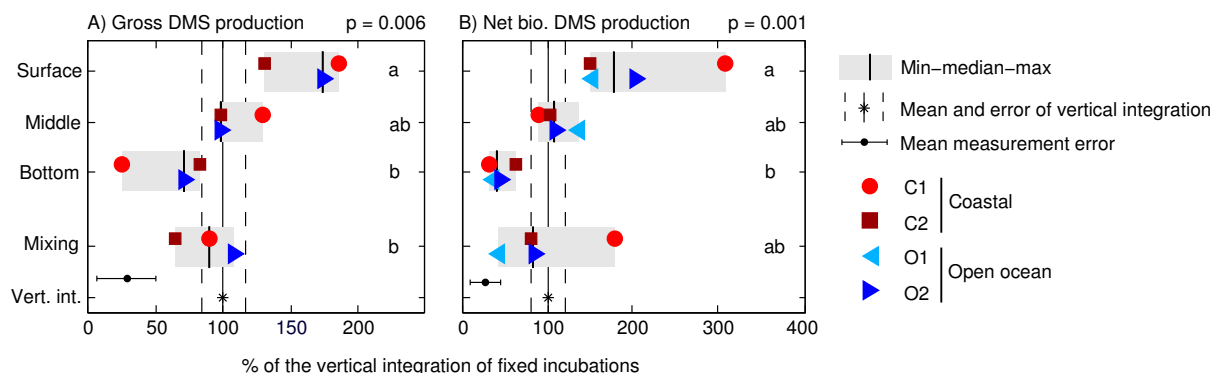 A) Gross DMS production p = 0.006
B) Net bio. DMS production p = 0.001
Surface
Middle
Bottom
Mixing
Vert. int.
a
ab
b
b
a
ab
b
ab
0 50 100 150 200
0 100 200 300 400
% of the vertical integration of fixed incubations
Min−median−max
Mean and error of vertical integration
Mean measurement error
C1
C2
Coastal
O1
O2
Open ocean